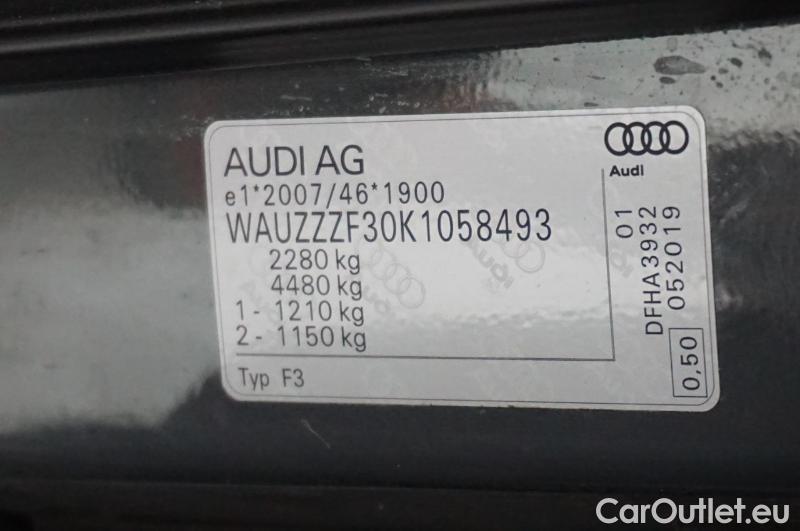 AUDI AG
e1*2007/46*1900
WAUZZZF30K1058493
2280 kg
4480 kg
1 - 1210 kg
2 - 1150 kg
Typ F3
Audi
01
DFHA3932
052019
0,50
Audi
CarOutlet.eu